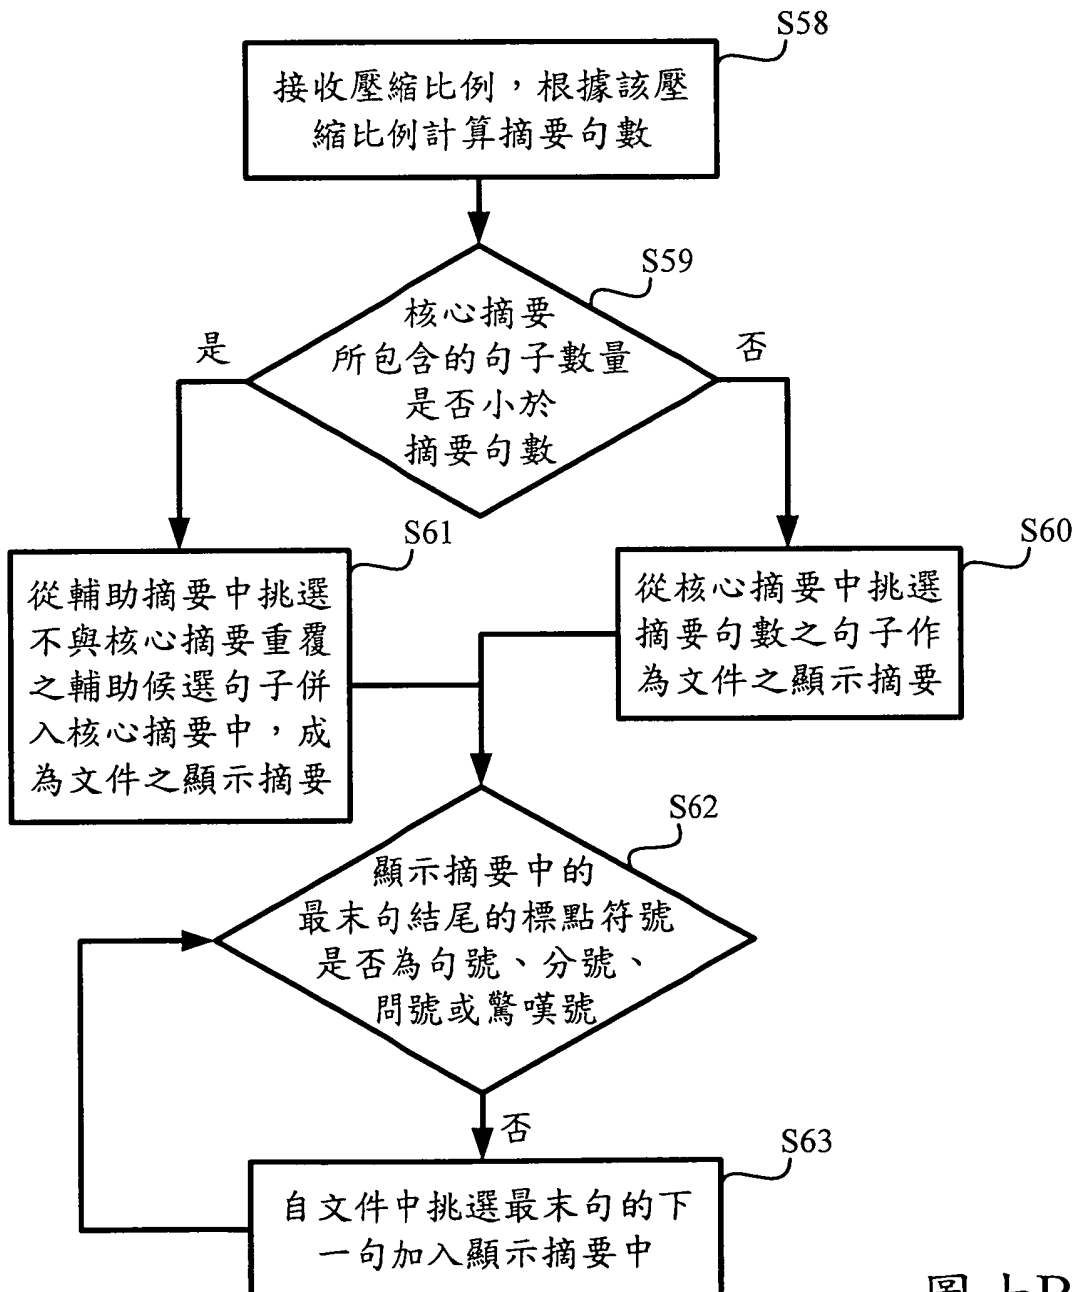 S58
接收壓縮比例，根據該壓
縮比例計算摘要句數
S59
核心摘要
所包含的句子數量
是否小於
摘要句數
是
否
S61
從輔助摘要中挑選
不與核心摘要重覆
之輔助候選句子併
入核心摘要中，成
為文件之顯示摘要
S60
從核心摘要中挑選
摘要句數之句子作
為文件之顯示摘要
S62
顯示摘要中的
最末句結尾的標點符號
是否為句號、分號、
問號或驚嘆號
否
S63
自文件中挑選最末句的下
一句加入顯示摘要中
圖七B